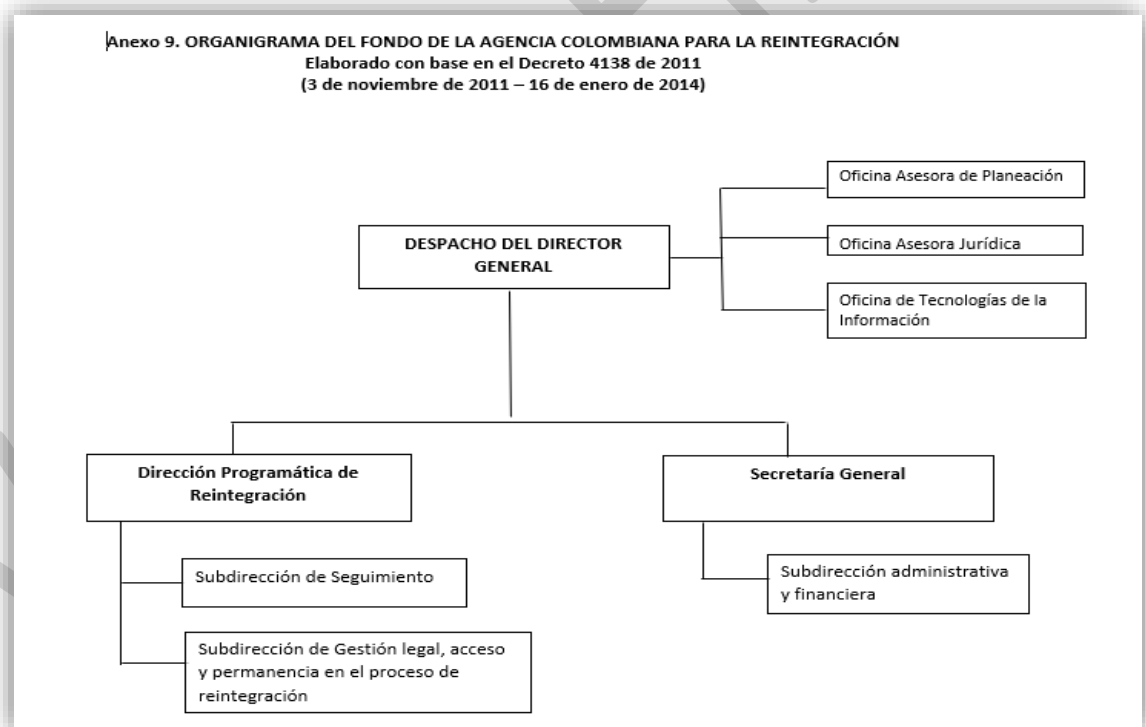 Anexo 9. ORGANIGRAMA DEL FONDO DE LA AGENCIA COLOMBIANA PARA LA REINTEGRACIÓN
Elaborado con base en el Decreto 4138 de 2011
(3 de noviembre de 2011 – 16 de enero de 2014)
Oficina Asesora de Planeación
DESPACHO DEL DIRECTOR
GENERAL
Oficina Asesora Jurídica
Oficina de Tecnologías de la
Información
Dirección Programática de
Reintegración
Secretaría General
Subdirección de Seguimiento
Subdirección administrativa
y financiera
Subdirección de Gestión legal, acceso
y permanencia en el proceso de
reintegración